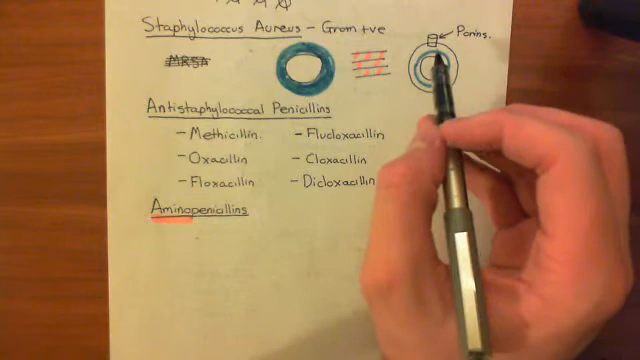 Staphylococcus Aureus - Gram +ve
MRSA
Porins.
Antistaphylococcal Penicillins
- Methicillin. - Flucloxacillin
- Oxacillin - Cloxacillin
- Floxacillin - Dicloxacillin
Aminopenicillins